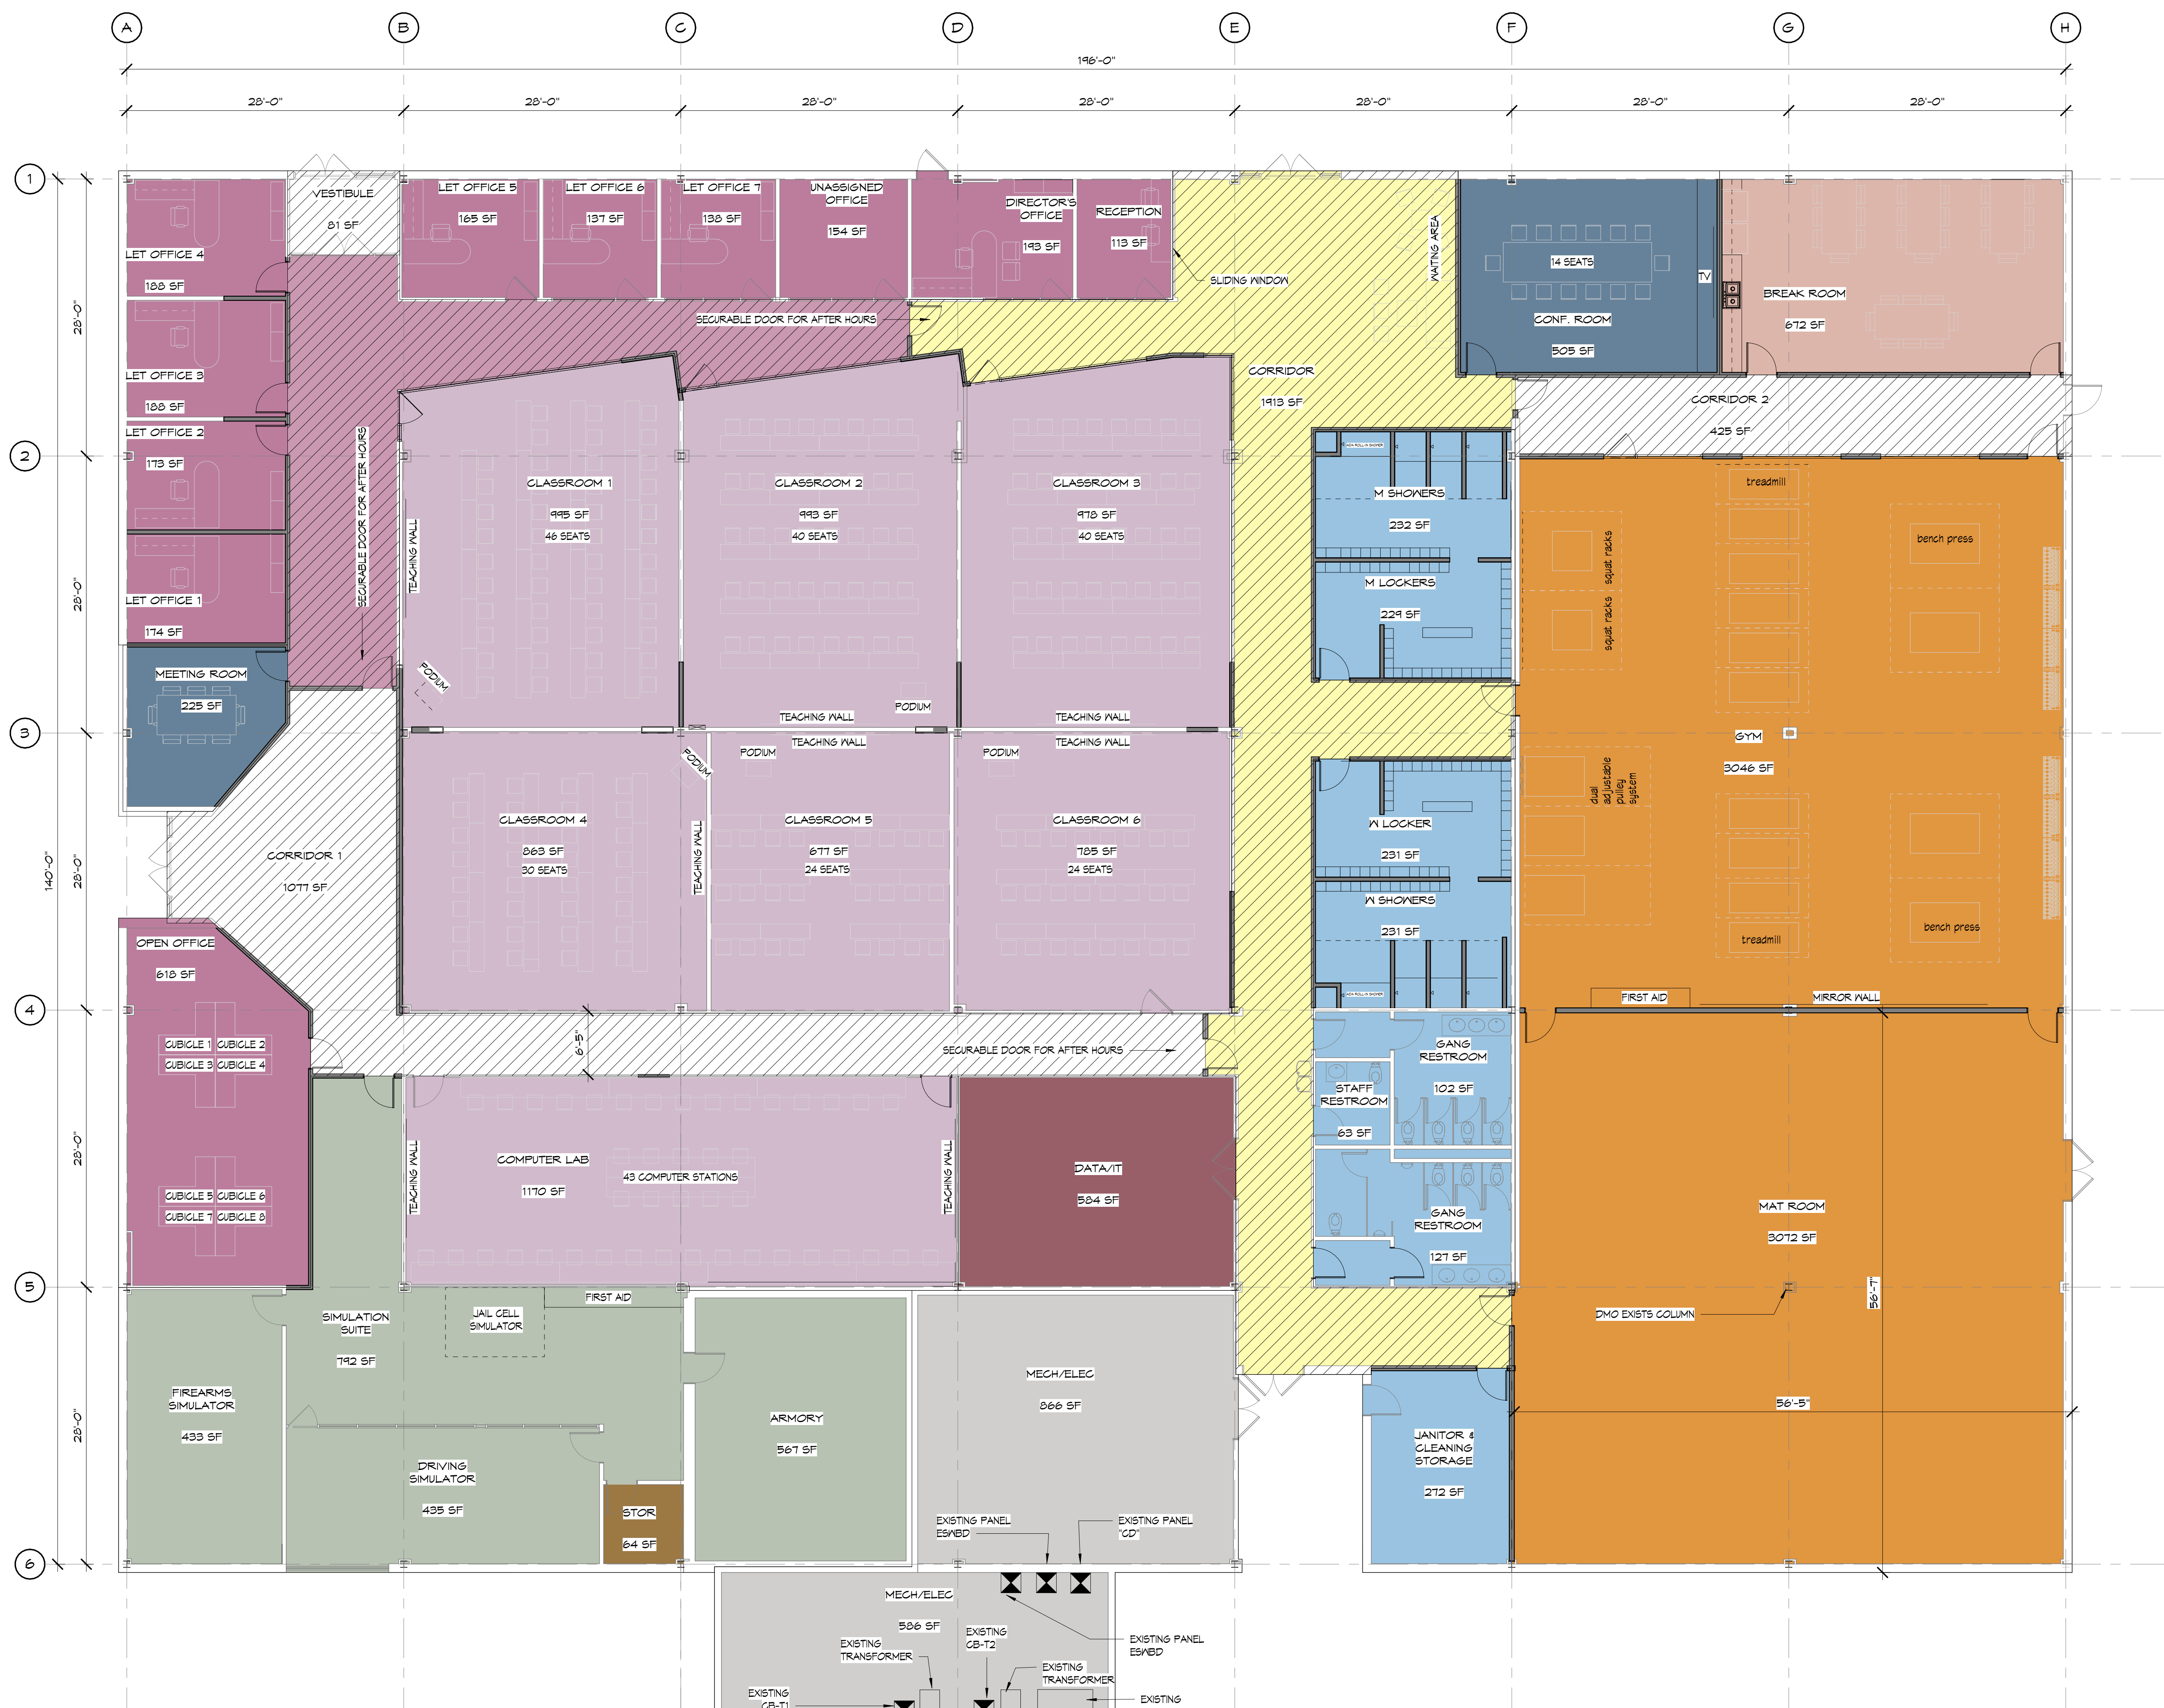 A B C D E F G H
196'-0"
28'-0" 28'-0" 28'-0" 28'-0" 28'-0" 28'-0" 28'-0"
1
2
3
4
5
6
28'-0"
28'-0"
28'-0"
28'-0"
28'-0"
140'-0"
VESTIBULE
81 SF
LET OFFICE 5
165 SF
LET OFFICE 6
137 SF
LET OFFICE 7
138 SF
UNASSIGNED
OFFICE
154 SF
DIRECTOR'S
OFFICE
193 SF
RECEPTION
113 SF
SLIDING WINDOW
WAITING AREA
14 SEATS
TV
CONF. ROOM
505 SF
BREAK ROOM
672 SF
LET OFFICE 4
188 SF
LET OFFICE 3
188 SF
LET OFFICE 2
173 SF
LET OFFICE 1
174 SF
SECURABLE DOOR FOR AFTER HOURS
SECURABLE DOOR FOR AFTER HOURS
CORRIDOR
1913 SF
CORRIDOR 2
425 SF
MEETING ROOM
225 SF
CLASSROOM 1
995 SF
46 SEATS
TEACHING WALL
PODIUM
CLASSROOM 2
993 SF
40 SEATS
PODIUM
TEACHING WALL
CLASSROOM 3
978 SF
40 SEATS
TEACHING WALL
ADA ROLL-IN SHOWER
M SHOWERS
232 SF
M LOCKERS
229 SF
treadmill
squat racks
squat racks
bench press
GYM
3046 SF
dual
adjustable
pulley
system
treadmill
bench press
FIRST AID
MIRROR WALL
CORRIDOR 1
1077 SF
CLASSROOM 4
863 SF
30 SEATS
PODIUM
TEACHING WALL
TEACHING WALL
PODIUM
CLASSROOM 5
677 SF
24 SEATS
TEACHING WALL
PODIUM
CLASSROOM 6
785 SF
24 SEATS
W LOCKER
231 SF
W SHOWERS
231 SF
ADA ROLL-IN SHOWER
OPEN OFFICE
618 SF
CUBICLE 1 CUBICLE 2
CUBICLE 3 CUBICLE 4
CUBICLE 5 CUBICLE 6
CUBICLE 7 CUBICLE 8
6'-5"
SECURABLE DOOR FOR AFTER HOURS
TEACHING WALL
COMPUTER LAB
1170 SF
43 COMPUTER STATIONS
TEACHING WALL
DATA/IT
584 SF
GANG
RESTROOM
102 SF
STAFF
RESTROOM
63 SF
GANG
RESTROOM
127 SF
MAT ROOM
3072 SF
56'-7"
DMO EXISTS COLUMN
56'-5"
SIMULATION
SUITE
792 SF
JAIL CELL
SIMULATOR
FIRST AID
FIREARMS
SIMULATOR
433 SF
DRIVING
SIMULATOR
435 SF
STOR
64 SF
ARMORY
567 SF
MECH/ELEC
866 SF
EXISTING PANEL
ESWBD
EXISTING PANEL
"CD"
JANITOR &
CLEANING
STORAGE
272 SF
MECH/ELEC
586 SF
EXISTING
TRANSFORMER
EXISTING
CB-T2
EXISTING PANEL
ESWBD
EXISTING
TRANSFORMER
EXISTING
CB-T1
EXISTING